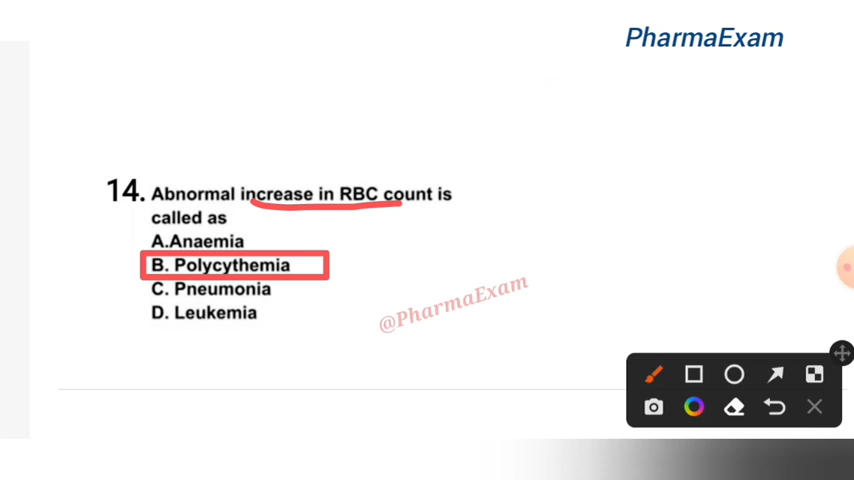 PharmaExam
14. Abnormal increase in RBC count is
called as
A.Anaemia
B. Polycythemia
C. Pneumonia
D. Leukemia
@PharmaExam